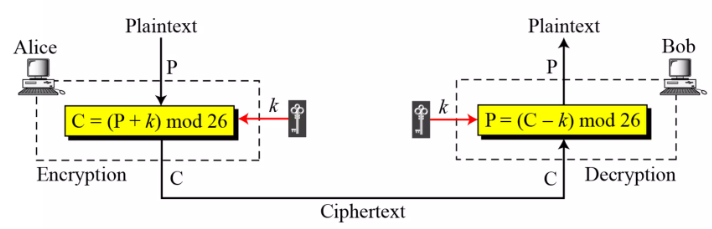 Plaintext
Plaintext
Alice
Bob
P
P
C = (P + k) mod 26
k
k
P = (C − k) mod 26
Encryption
C
C
Decryption
Ciphertext